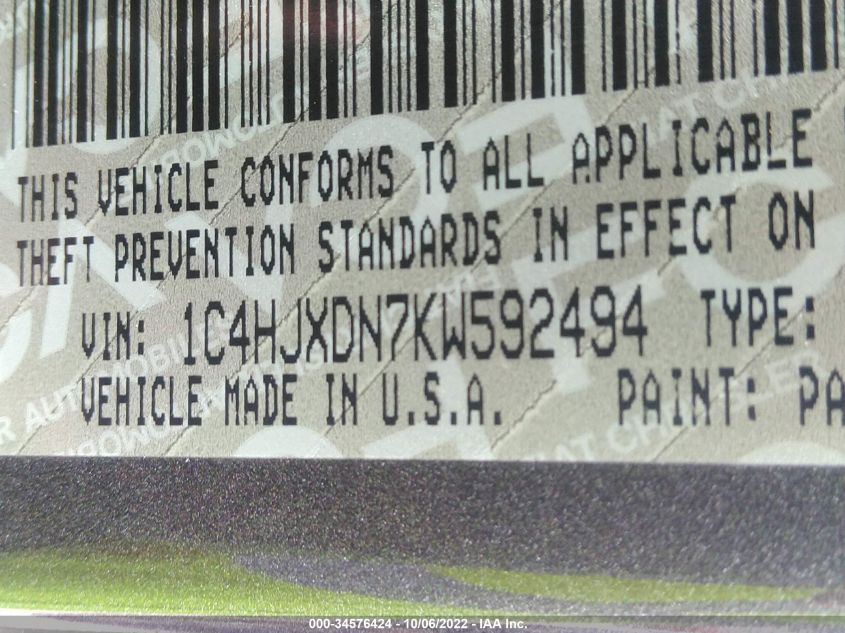 THIS VEHICLE CONFORMS TO ALL APPLICABLE
THEFT PREVENTION STANDARDS IN EFFECT ON
VIN: 1C4HJXDN7KW592494 TYPE:
VEHICLE MADE IN U.S.A. PAINT: PA
000-34576424 - 10/06/2022 - IAA Inc.